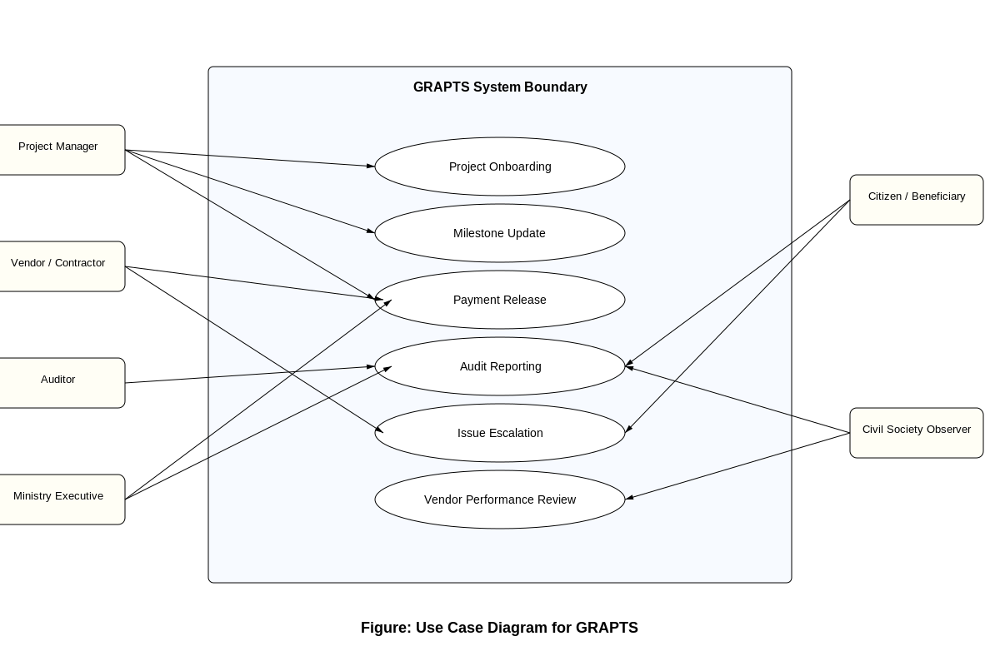 GRAPTS System Boundary
Project Manager
Vendor / Contractor
Auditor
Ministry Executive
Project Onboarding
Milestone Update
Payment Release
Audit Reporting
Issue Escalation
Vendor Performance Review
Citizen / Beneficiary
Civil Society Observer
Figure: Use Case Diagram for GRAPTS